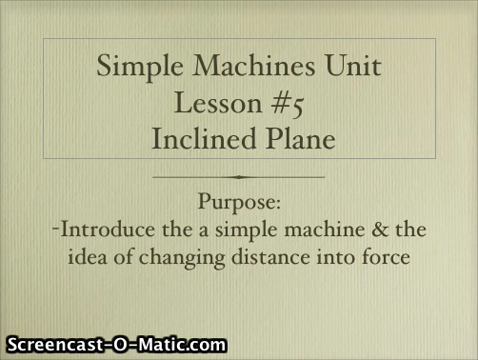 Simple Machines Unit
Lesson #5
Inclined Plane
Purpose:
-Introduce the a simple machine & the
idea of changing distance into force
Screencast-O-Matic.com